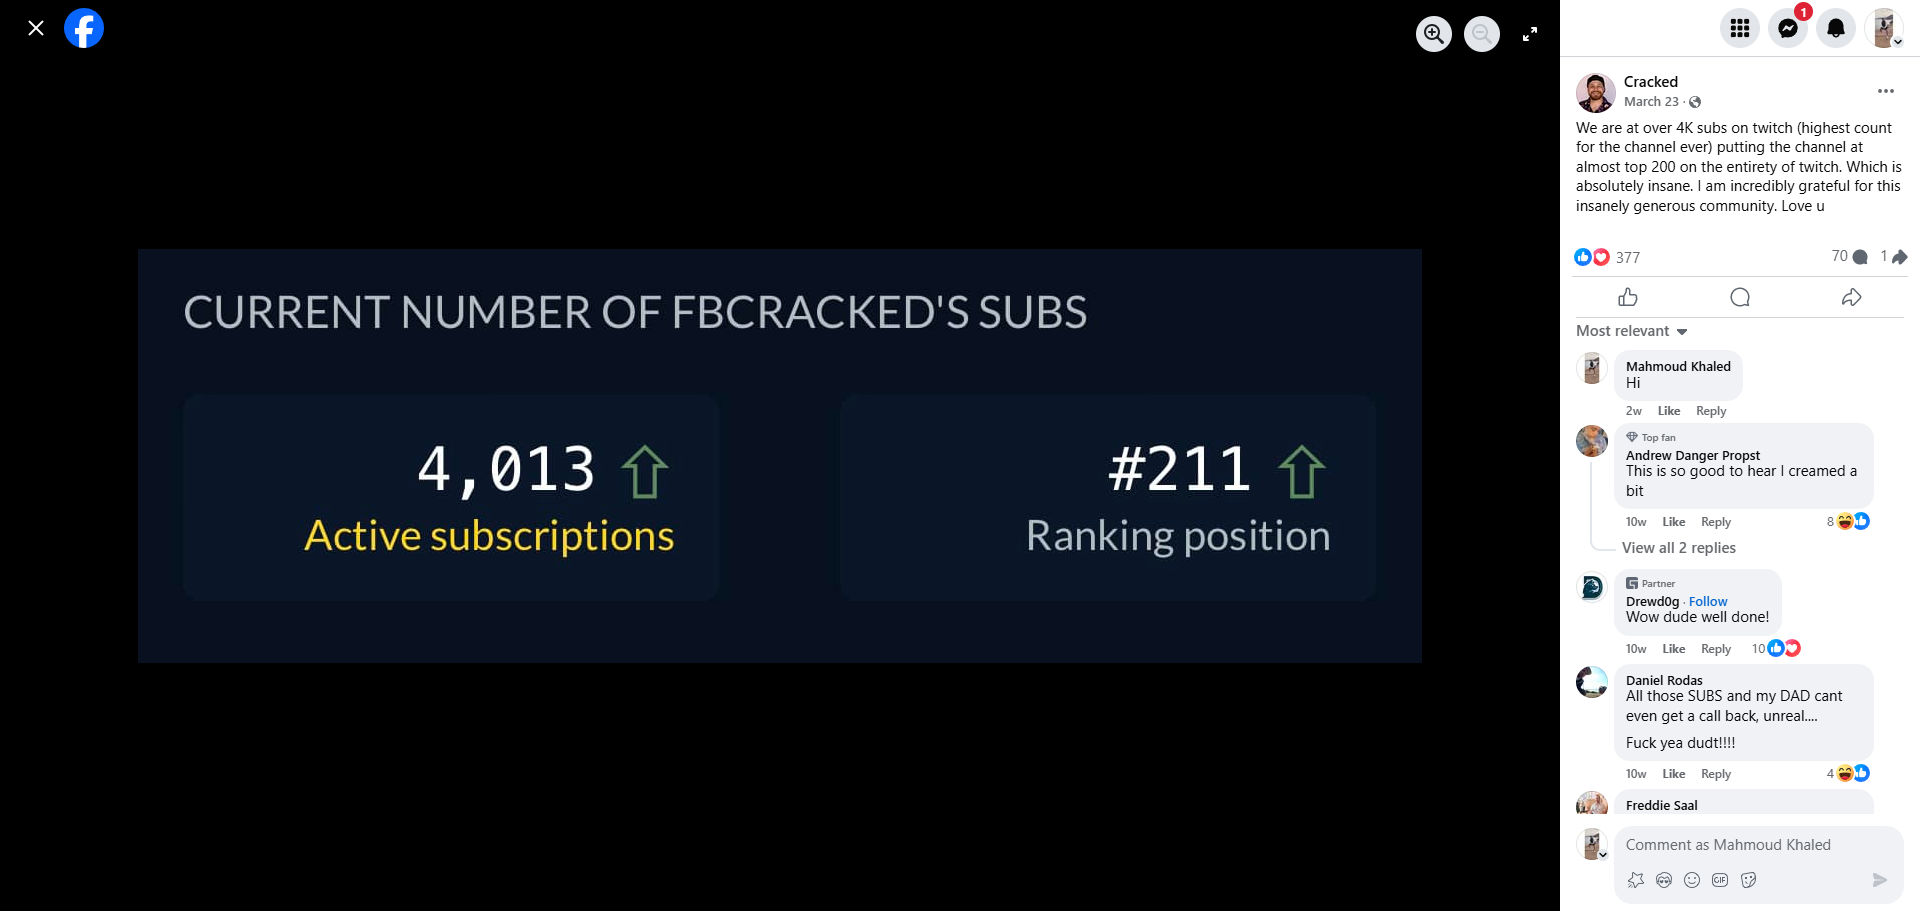 CURRENT NUMBER OF FBCRACKED'S SUBS
4,013
Active subscriptions
#211
Ranking position
1
Cracked
March 23 ·
We are at over 4K subs on twitch (highest count
for the channel ever) putting the channel at
almost top 200 on the entirety of twitch. Which is
absolutely insane. I am incredibly grateful for this
insanely generous community. Love u
377
70
1
Most relevant
Mahmoud Khaled
Hi
2w Like Reply
Top fan
Andrew Danger Propst
This is so good to hear I creamed a
bit
10w Like Reply 8
View all 2 replies
Partner
Drewd0g · Follow
Wow dude well done!
10w Like Reply 10
Daniel Rodas
All those SUBS and my DAD cant
even get a call back, unreal....
Fuck yea dudt!!!!
10w Like Reply 4
Freddie Saal
Comment as Mahmoud Khaled
GIF